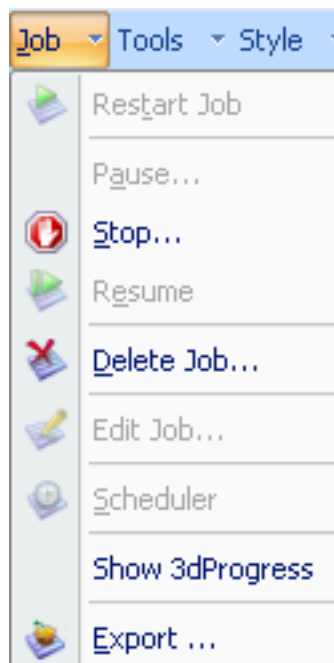 Job Tools Style
Restart Job
Pause...
Stop...
Resume
Delete Job...
Edit Job...
Scheduler
Show 3dProgress
Export ...